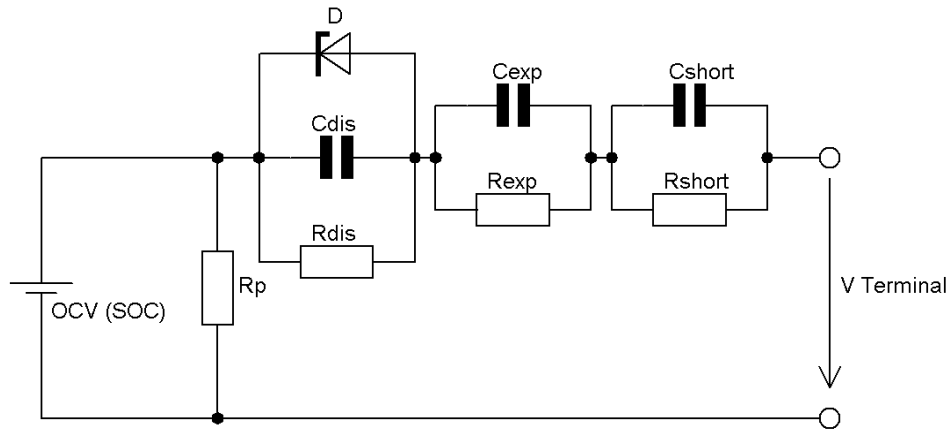 D
Cexp
Cshort
Cdis
Rexp
Rshort
Rdis
Rp
V Terminal
OCV (SOC)